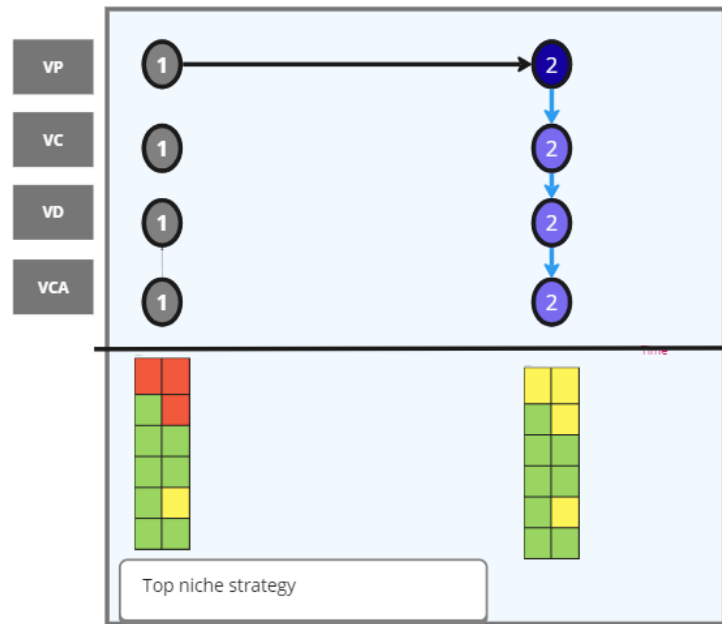 VP 1 2
VC 1 2
VD 1 2
VCA 1 2
Time
Top niche strategy